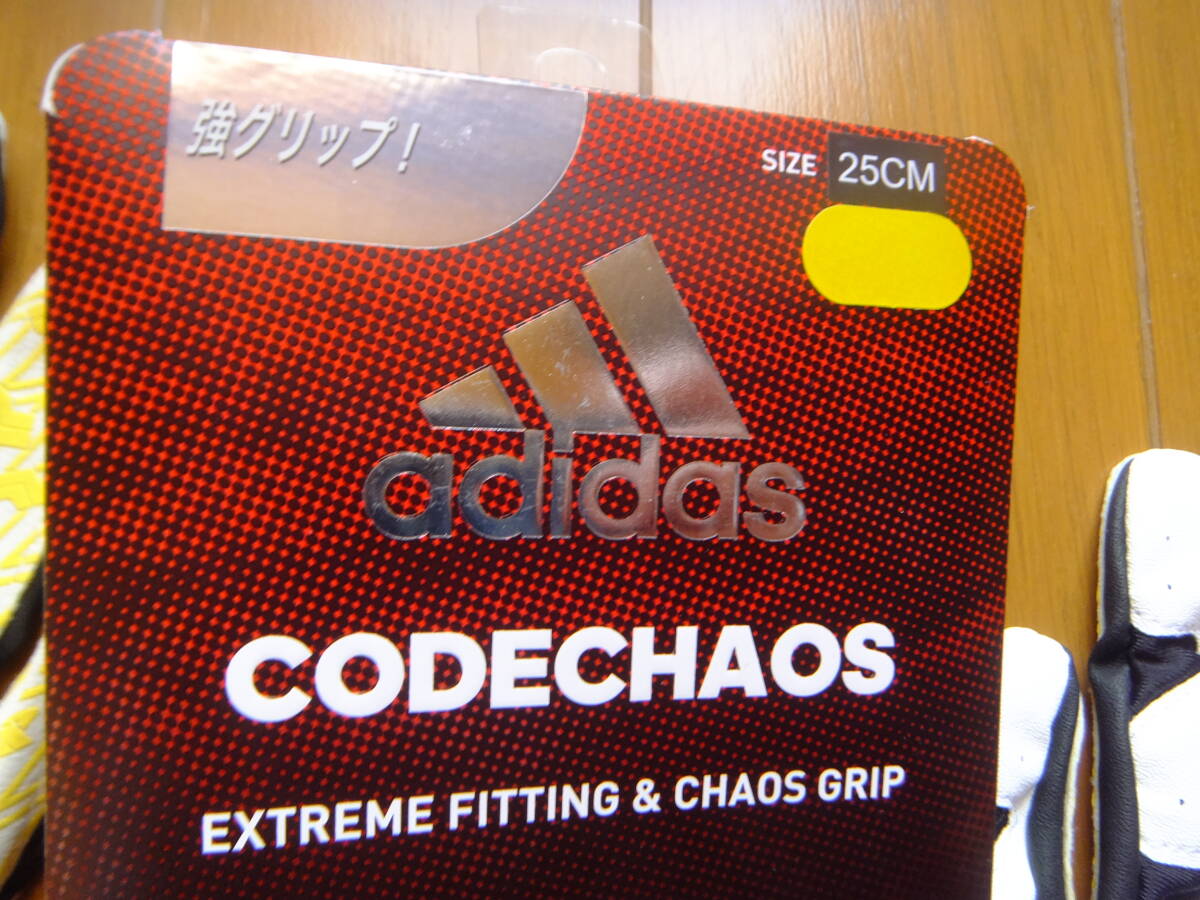 強グリップ!
SIZE 25CM
adidas
CODECHAOS
EXTREME FITTING & CHAOS GRIP